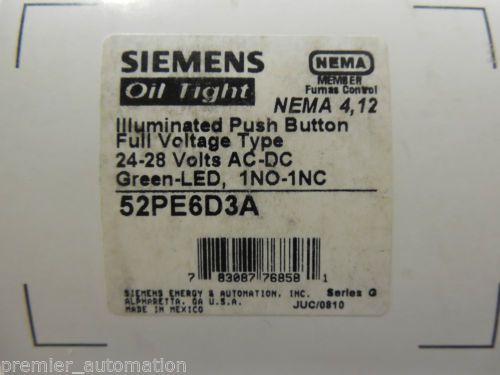 SIEMENS
NEMA
MEMBER
Furnas Control
Oil Tight
NEMA 4,12
Illuminated Push Button
Full Voltage Type
24-28 Volts AC-DC
Green-LED, 1NO-1NC
52PE6D3A
7 83087 76858 1
SIEMENS ENERGY & AUTOMATION, INC. Series G
ALPHARETTA, GA U.S.A. JUC/0810
MADE IN MEXICO
premier_automation